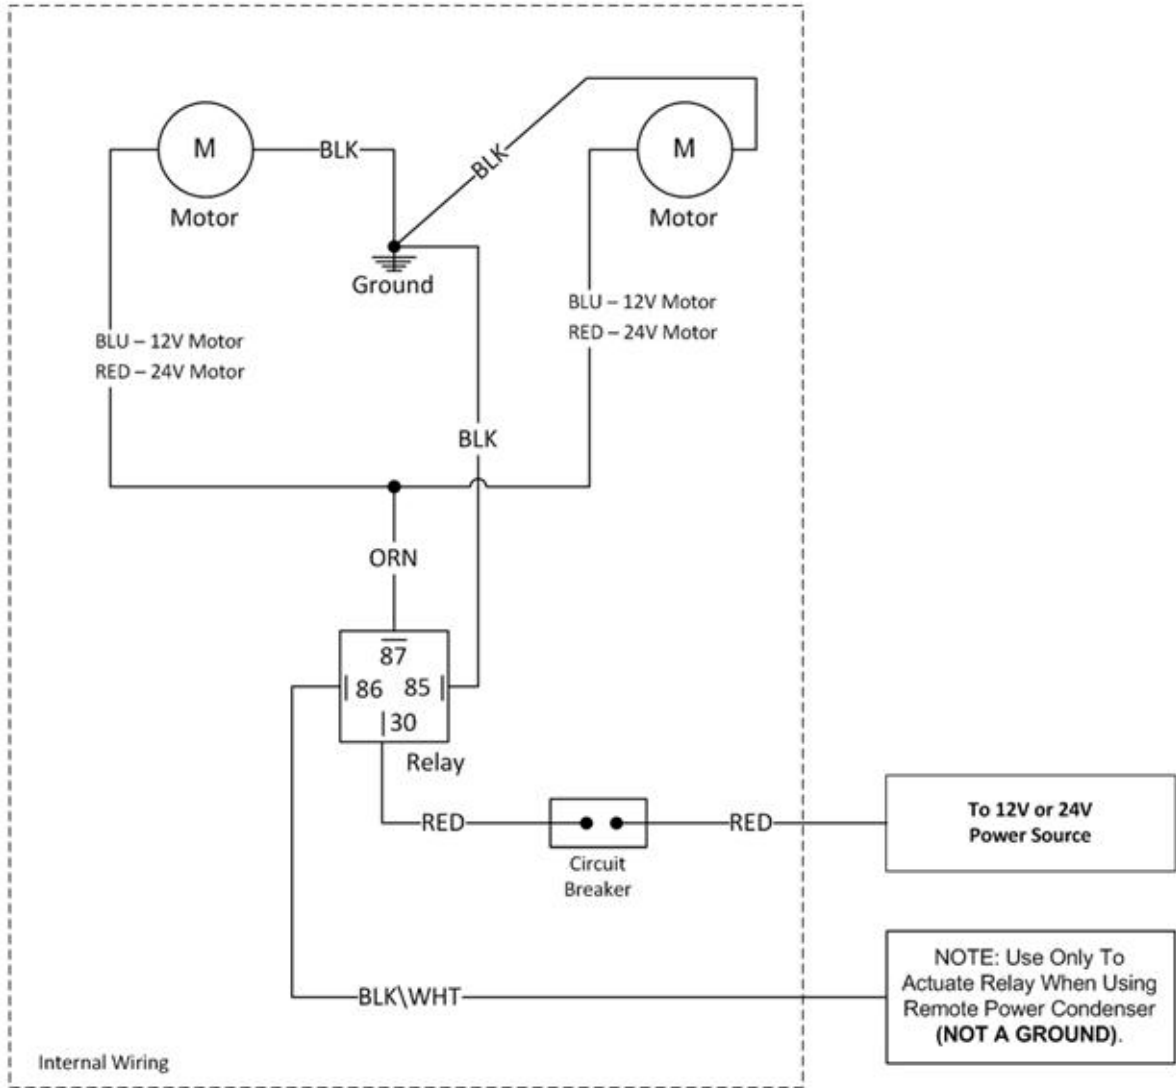 M
BLK
BLK
M
Motor
Motor
Ground
BLU – 12V Motor
RED – 24V Motor
BLU – 12V Motor
RED – 24V Motor
BLK
ORN
87
86 85
30
Relay
RED
RED
To 12V or 24V
Power Source
Circuit
Breaker
NOTE: Use Only To
Actuate Relay When Using
Remote Power Condenser
(NOT A GROUND).
BLK\WHT
Internal Wiring